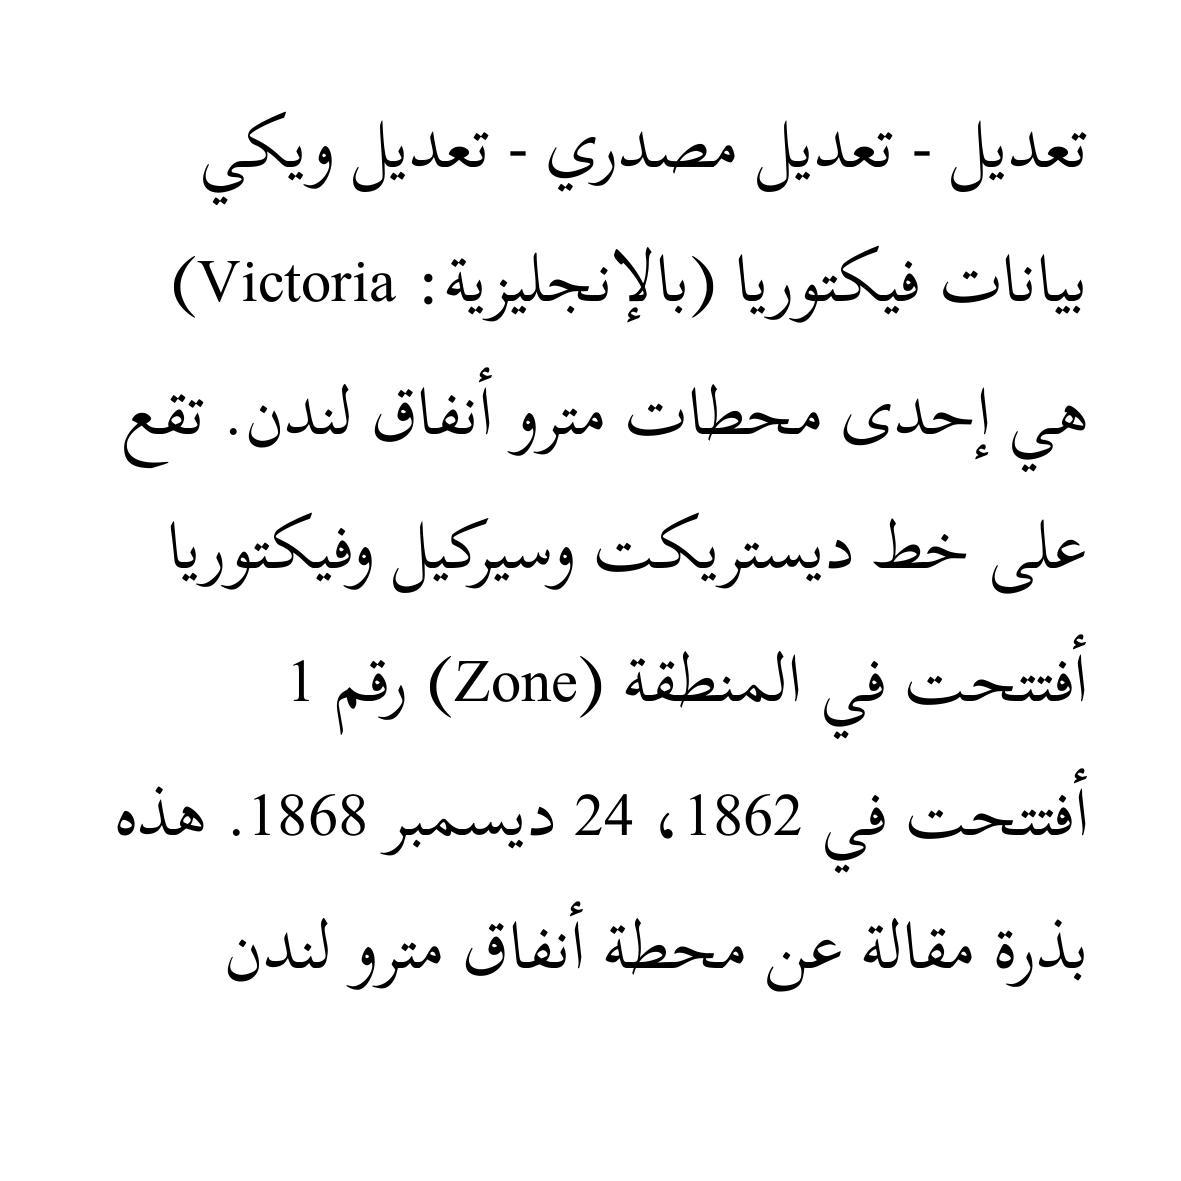 تعديل - تعديل مصدري - تعديل ويكي
بيانات فيكتوريا (بالإنجليزية: Victoria)
هي إحدى محطات مترو أنفاق لندن. تقع
على خط ديستريكت وسيركيل وفيكتوريا
أفتتحت في المنطقة (Zone) رقم 1
أفتتحت في 1862، 24 ديسمبر 1868. هذه
بذرة مقالة عن محطة أنفاق مترو لندن